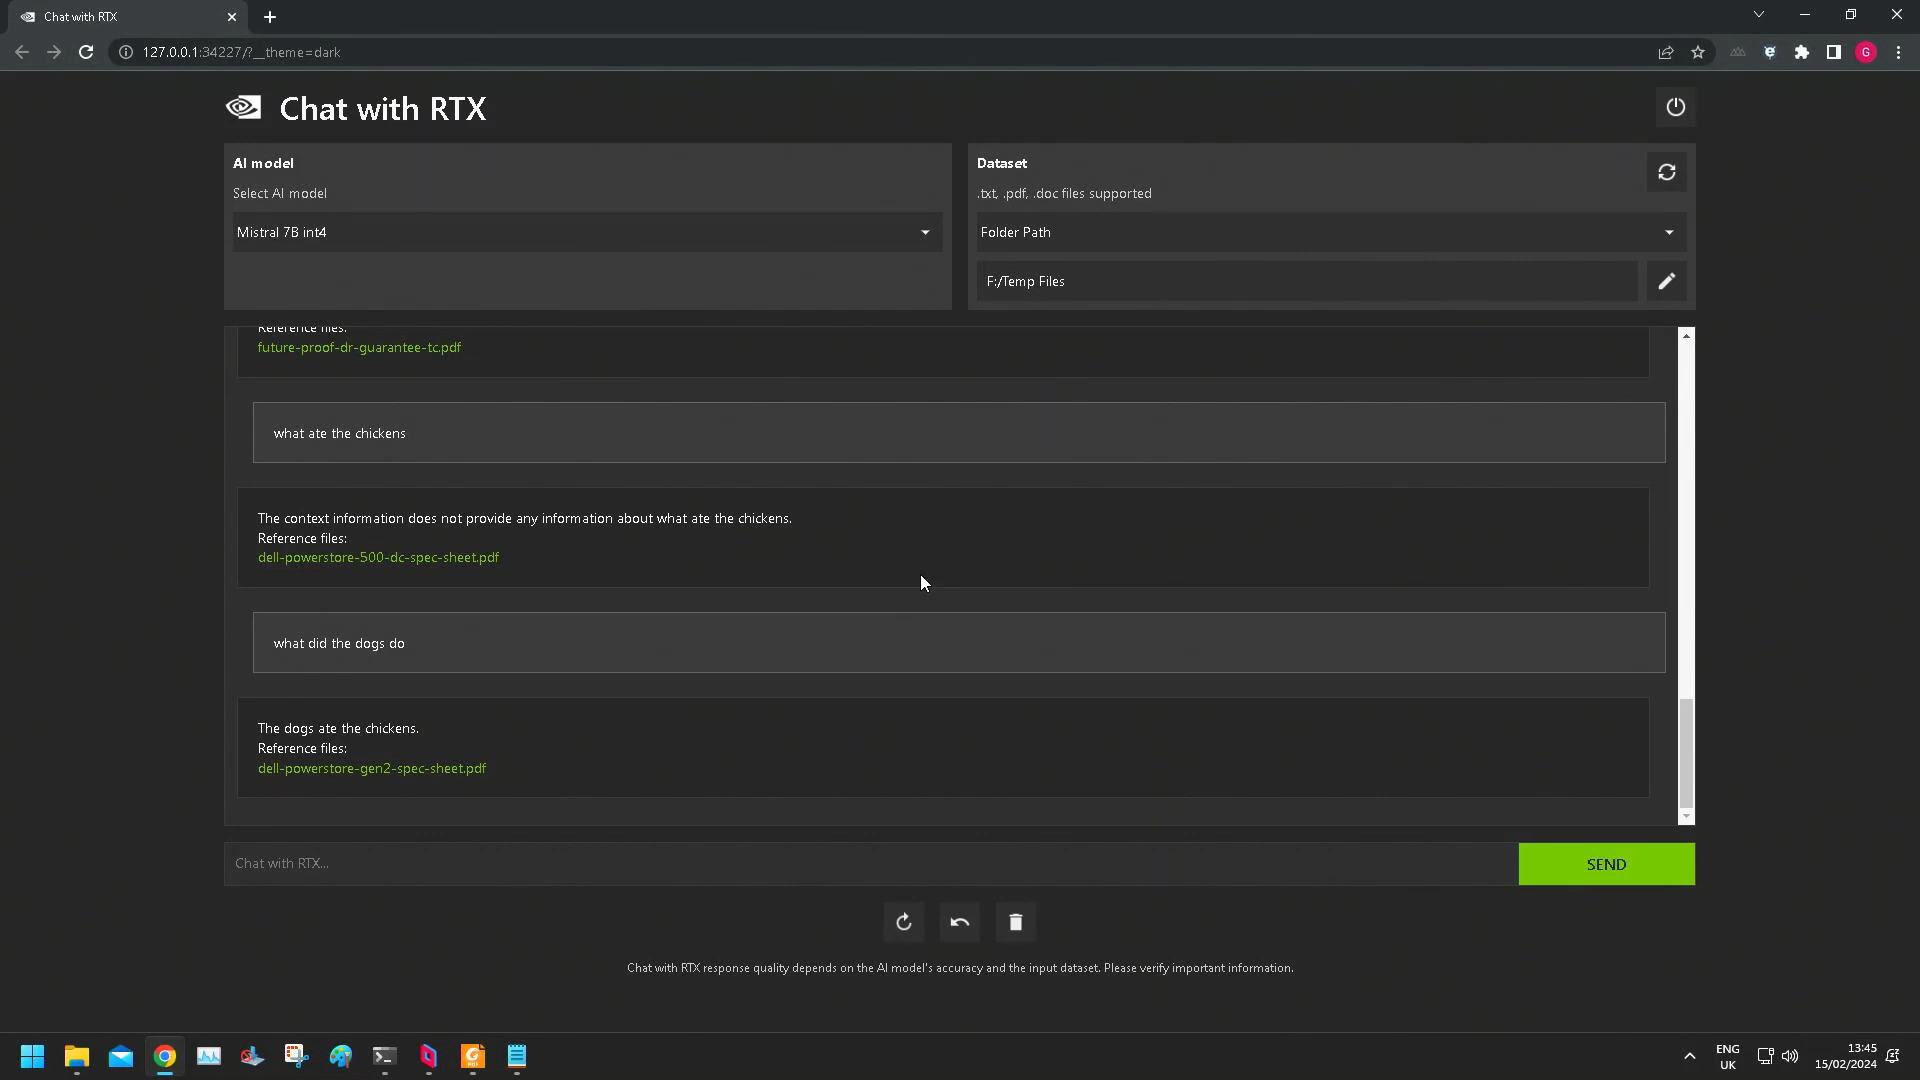 Chat with RTX
127.0.0.1:34227/?__theme=dark
G
Chat with RTX
AI model
Select AI model
Mistral 7B int4
Dataset
.txt, .pdf, .doc files supported
Folder Path
F:/Temp Files
Reference files:
future-proof-dr-guarantee-tc.pdf
what ate the chickens
The context information does not provide any information about what ate the chickens.
Reference files:
dell-powerstore-500-dc-spec-sheet.pdf
what did the dogs do
The dogs ate the chickens.
Reference files:
dell-powerstore-gen2-spec-sheet.pdf
Chat with RTX...
SEND
Chat with RTX response quality depends on the AI model's accuracy and the input dataset. Please verify important information.
ENG
UK
13:45
15/02/2024